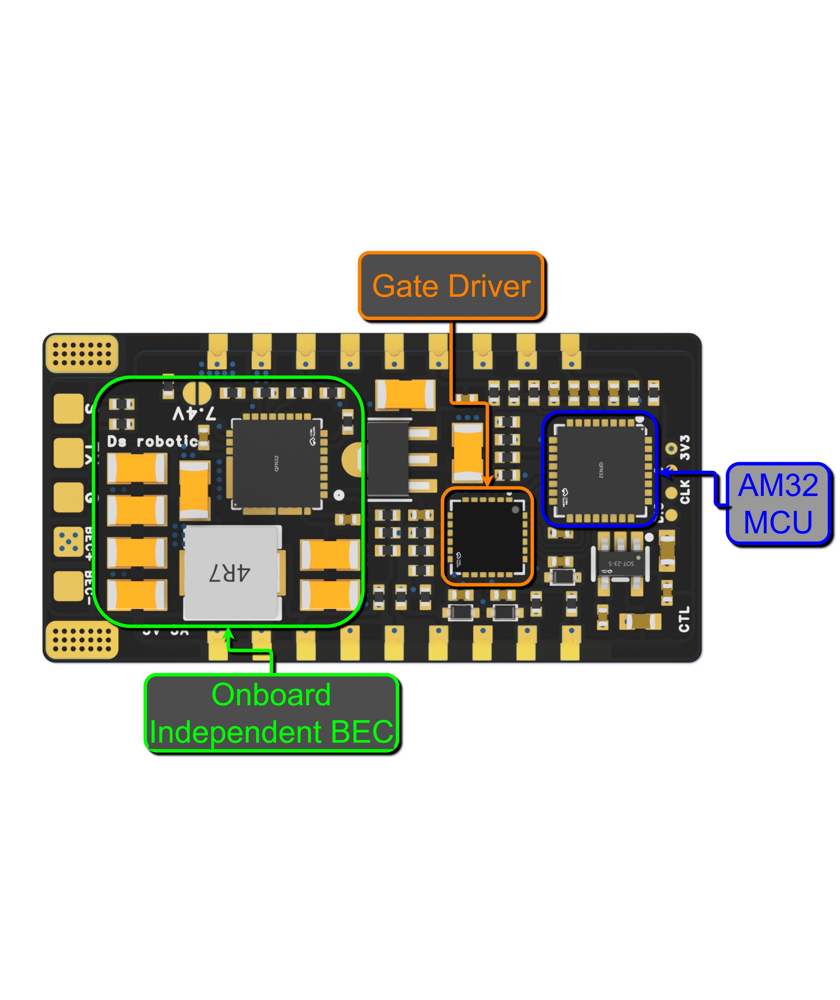 Gate Driver
7.4V
Ds robotic
QFN32
QFN32
3V3
CLK
AM32
MCU
BEC+
4R7
SOT-23-5
BEC-
CTL
Onboard
Independent BEC